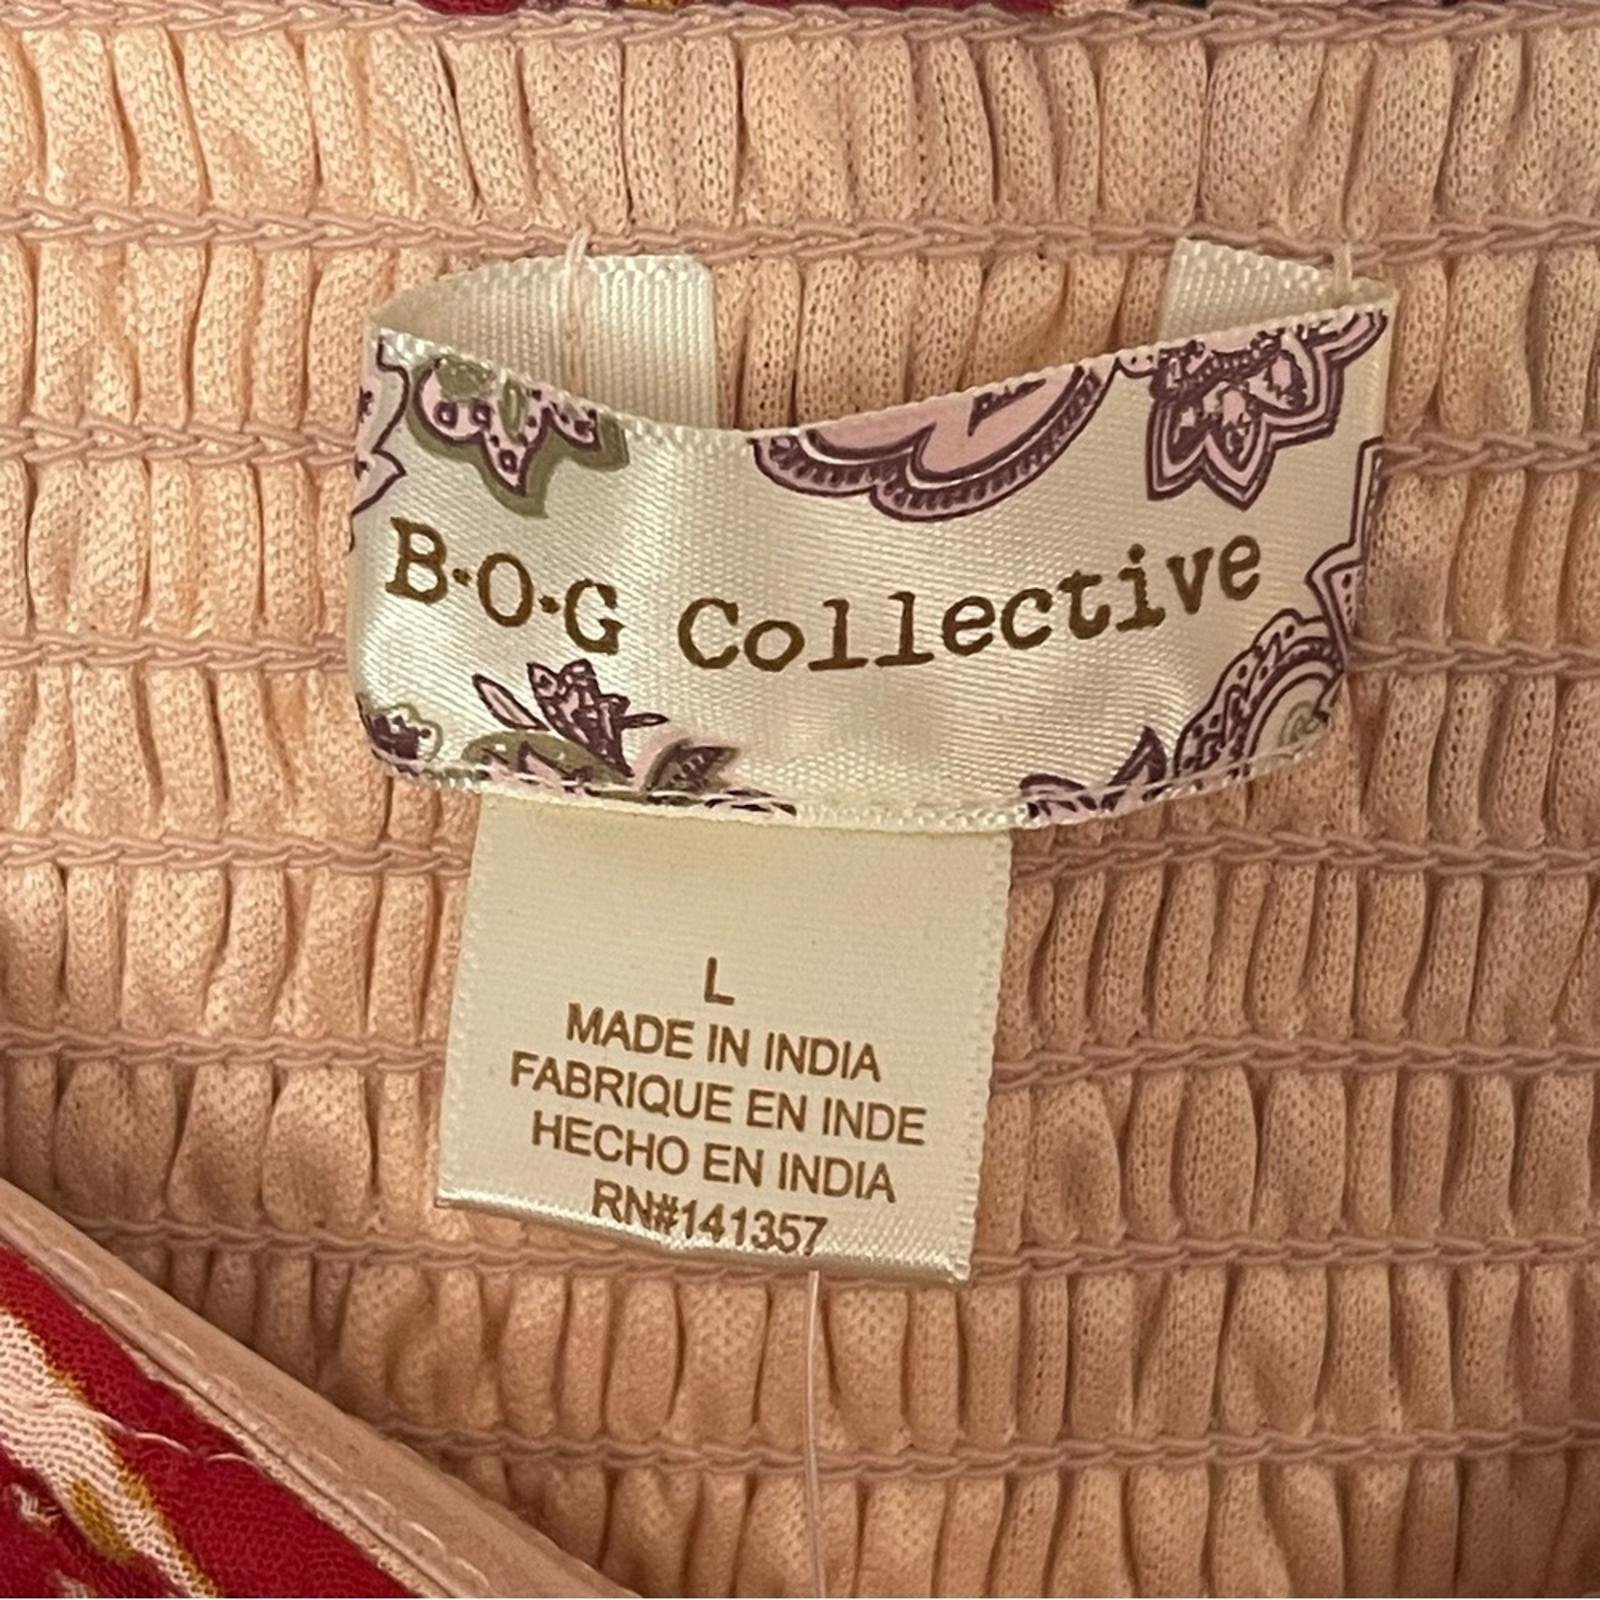 B·O·G Collective
L
MADE IN INDIA
FABRIQUE EN INDE
HECHO EN INDIA
RN#141357